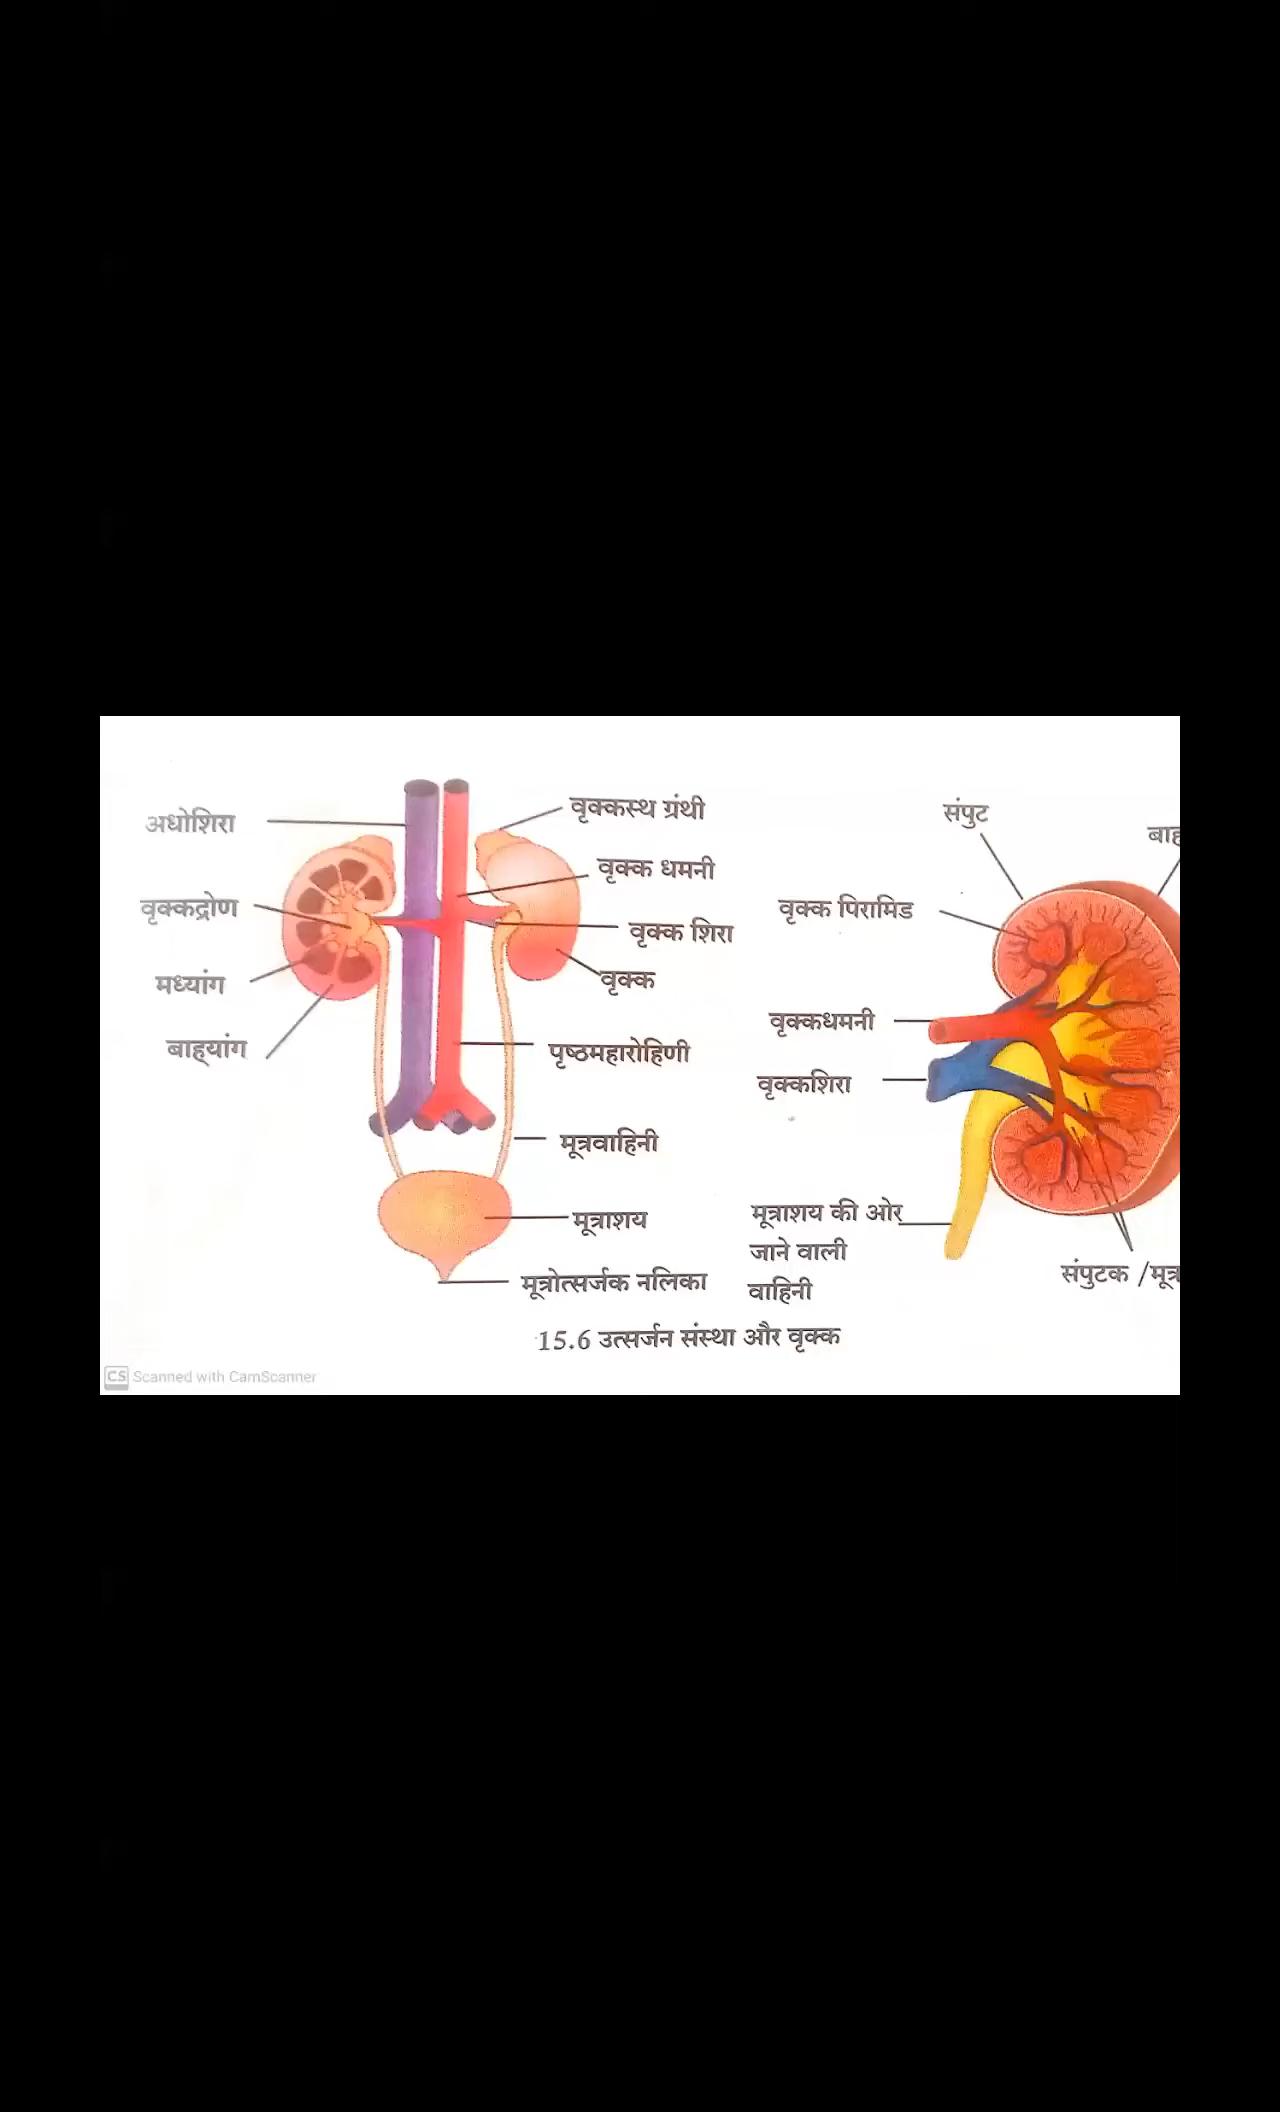 अधोशिरा
वृक्कद्रोण
मध्यांग
बाह्यांग
वृक्कस्थ ग्रंथी
वृक्क धमनी
वृक्क शिरा
वृक्क
पृष्ठमहारोहिणी
मूत्रवाहिनी
मूत्राशय
मूत्रोत्सर्जक नलिका
संपुट
वृक्क पिरामिड
वृक्कधमनी
वृक्कशिरा
मूत्राशय की ओर
जाने वाली
वाहिनी
संपुटक /
15.6 उत्सर्जन संस्था और वृक्क
CS Scanned with CamScanner